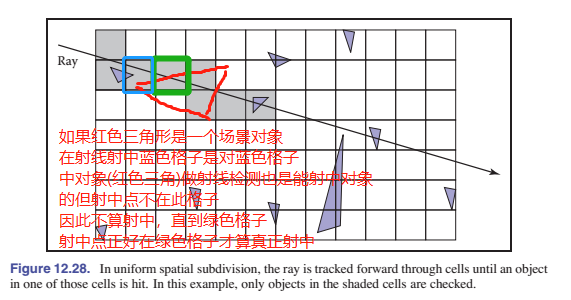 Ray
如果红色三角形是一个场景对象
在射线射中蓝色格子是对蓝色格子
中对象(红色三角)做射线检测也是能射中对象
的但射中点不在此格子
因此不算射中，直到绿色格子
射中点正好在绿色格子才算真正射中
Figure 12.28. In uniform spatial subdivision, the ray is tracked forward through cells until an object
in one of those cells is hit. In this example, only objects in the shaded cells are checked.